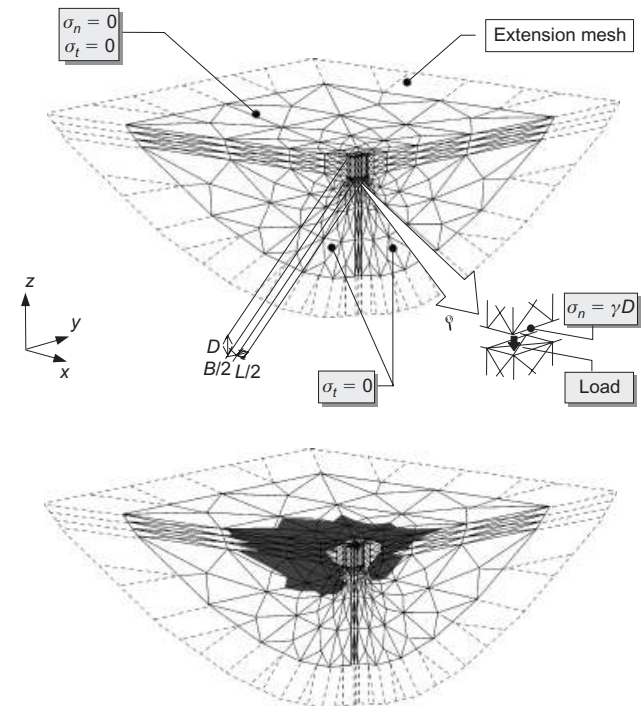 σn = 0
σt = 0
Extension mesh
z
y
x
D
B/2 L/2
σt = 0
σn = γD
Load